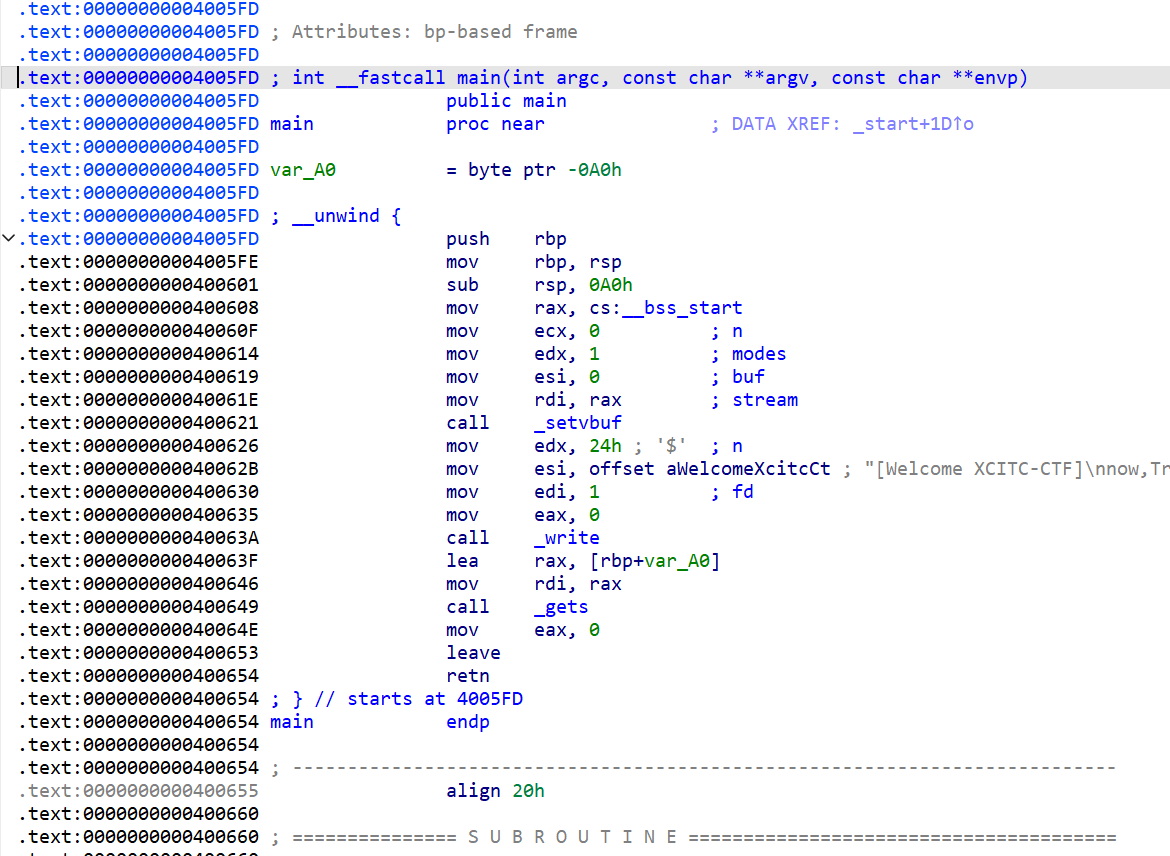 .text:00000000004005FD
.text:00000000004005FD ; Attributes: bp-based frame
.text:00000000004005FD
.text:00000000004005FD ; int __fastcall main(int argc, const char **argv, const char **envp)
.text:00000000004005FD public main
.text:00000000004005FD main proc near ; DATA XREF: _start+1D↑o
.text:00000000004005FD
.text:00000000004005FD var_A0 = byte ptr -0A0h
.text:00000000004005FD
.text:00000000004005FD ; __unwind {
.text:00000000004005FD push rbp
.text:00000000004005FE mov rbp, rsp
.text:0000000000400601 sub rsp, 0A0h
.text:0000000000400608 mov rax, cs:__bss_start
.text:000000000040060F mov ecx, 0 ; n
.text:0000000000400614 mov edx, 1 ; modes
.text:0000000000400619 mov esi, 0 ; buf
.text:000000000040061E mov rdi, rax ; stream
.text:0000000000400621 call _setvbuf
.text:0000000000400626 mov edx, 24h ; '$' ; n
.text:000000000040062B mov esi, offset aWelcomeXcitcCt ; "[Welcome XCITC-CTF]\nnow,Tr
.text:0000000000400630 mov edi, 1 ; fd
.text:0000000000400635 mov eax, 0
.text:000000000040063A call _write
.text:000000000040063F lea rax, [rbp+var_A0]
.text:0000000000400646 mov rdi, rax
.text:0000000000400649 call _gets
.text:000000000040064E mov eax, 0
.text:0000000000400653 leave
.text:0000000000400654 retn
.text:0000000000400654 ; } // starts at 4005FD
.text:0000000000400654 main endp
.text:0000000000400654
.text:0000000000400654 ; ---------------------------------------------------------------------------
.text:0000000000400655 align 20h
.text:0000000000400660
.text:0000000000400660 ; =============== S U B R O U T I N E =======================================